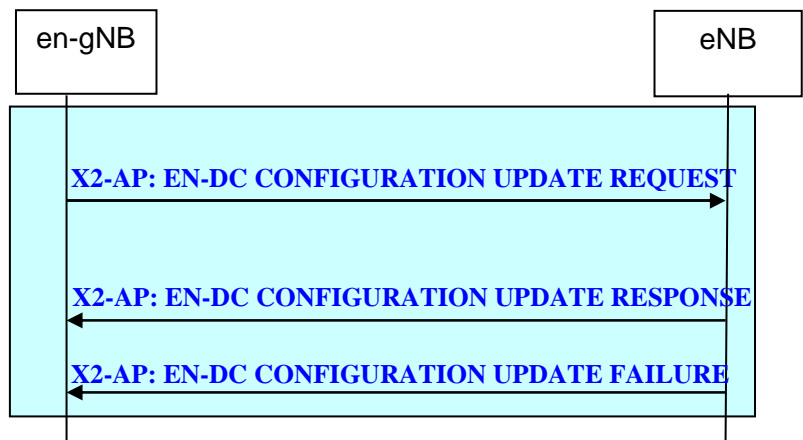 en-gNB
eNB
X2-AP: EN-DC CONFIGURATION UPDATE REQUEST
X2-AP: EN-DC CONFIGURATION UPDATE RESPONSE
X2-AP: EN-DC CONFIGURATION UPDATE FAILURE